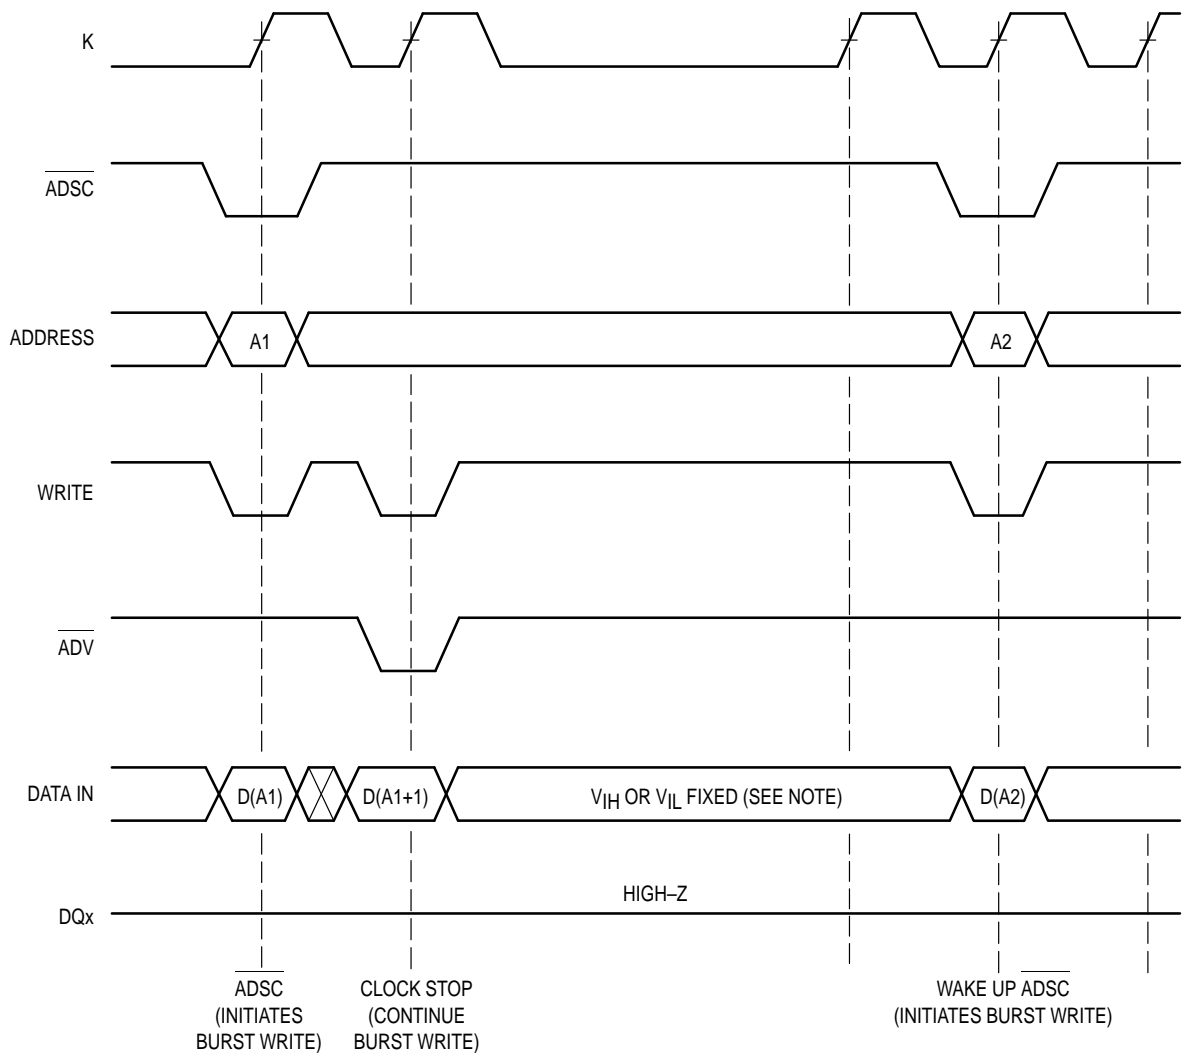 K
ADSC
ADDRESS
A1
A2
WRITE
ADV
DATA IN
D(A1)
D(A1+1)
VIH OR VIL FIXED (SEE NOTE)
D(A2)
HIGH–Z
DQx
ADSC
(INITIATES
BURST WRITE)
CLOCK STOP
(CONTINUE
BURST WRITE)
WAKE UP ADSC
(INITIATES BURST WRITE)